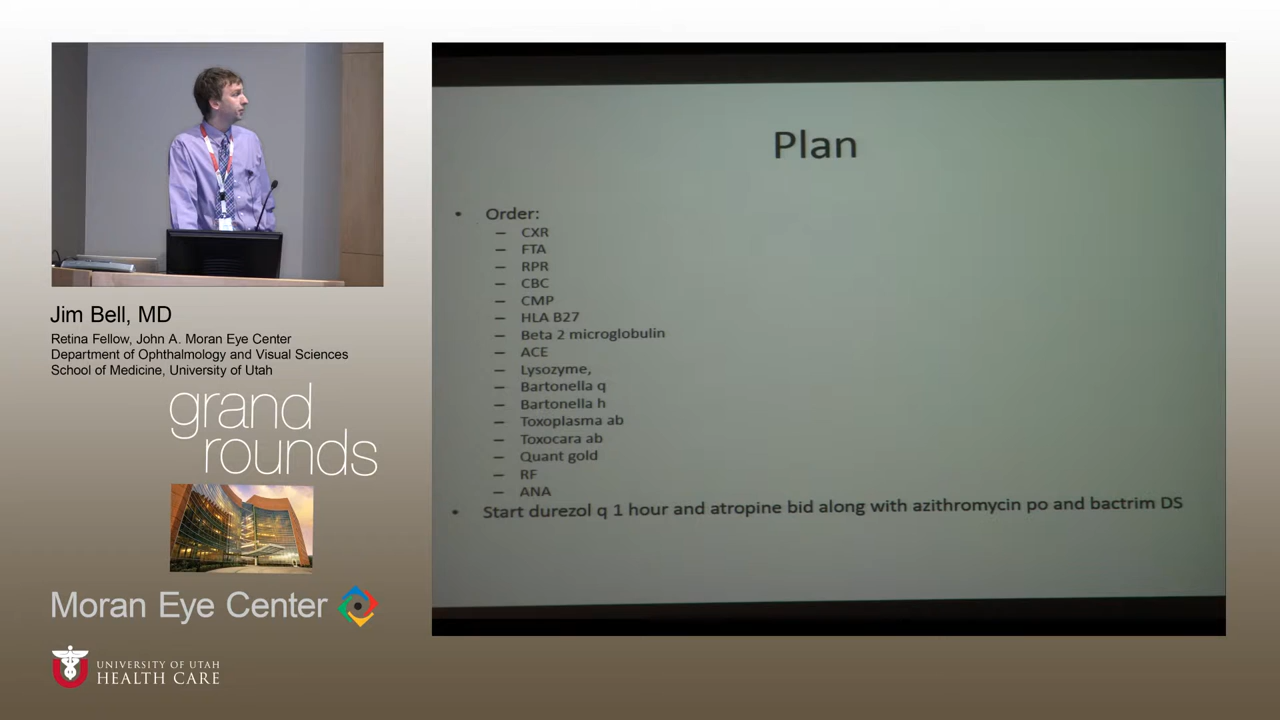 Jim Bell, MD
Retina Fellow, John A. Moran Eye Center
Department of Ophthalmology and Visual Sciences
School of Medicine, University of Utah
grand
rounds
Moran Eye Center
UNIVERSITY OF UTAH
HEALTH CARE
Plan
• Order:
– CXR
– FTA
– RPR
– CBC
– CMP
– HLA B27
– Beta 2 microglobulin
– ACE
– Lysozyme,
– Bartonella q
– Bartonella h
– Toxoplasma ab
– Toxocara ab
– Quant gold
– RF
– ANA
• Start durezol q 1 hour and atropine bid along with azithromycin po and bactrim DS